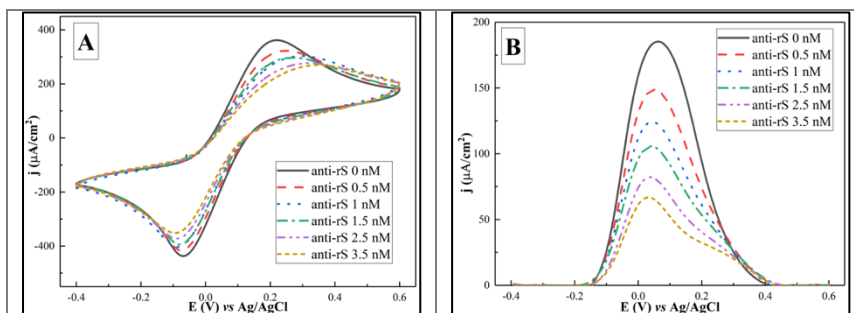 A
j (µA/cm²)
400
200
0
-200
-400
anti-rS 0 nM
anti-rS 0.5 nM
anti-rS 1 nM
anti-rS 1.5 nM
anti-rS 2.5 nM
anti-rS 3.5 nM
-0.4 -0.2 0.0 0.2 0.4 0.6
E (V) vs Ag/AgCl
B
j (µA/cm²)
200
150
100
50
0
anti-rS 0 nM
anti-rS 0.5 nM
anti-rS 1 nM
anti-rS 1.5 nM
anti-rS 2.5 nM
anti-rS 3.5 nM
-0.4 -0.2 0.0 0.2 0.4 0.6
E (V) vs Ag/AgCl